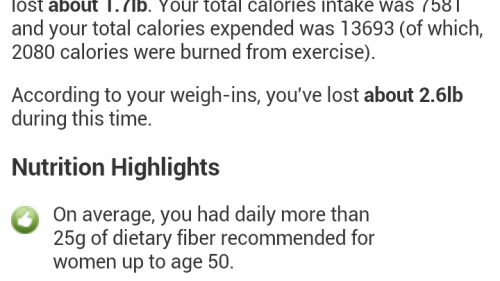 lost about 1.7lb. Your total calories intake was 7581
and your total calories expended was 13693 (of which,
2080 calories were burned from exercise).
According to your weigh-ins, you've lost about 2.6lb
during this time.
Nutrition Highlights
On average, you had daily more than
25g of dietary fiber recommended for
women up to age 50.